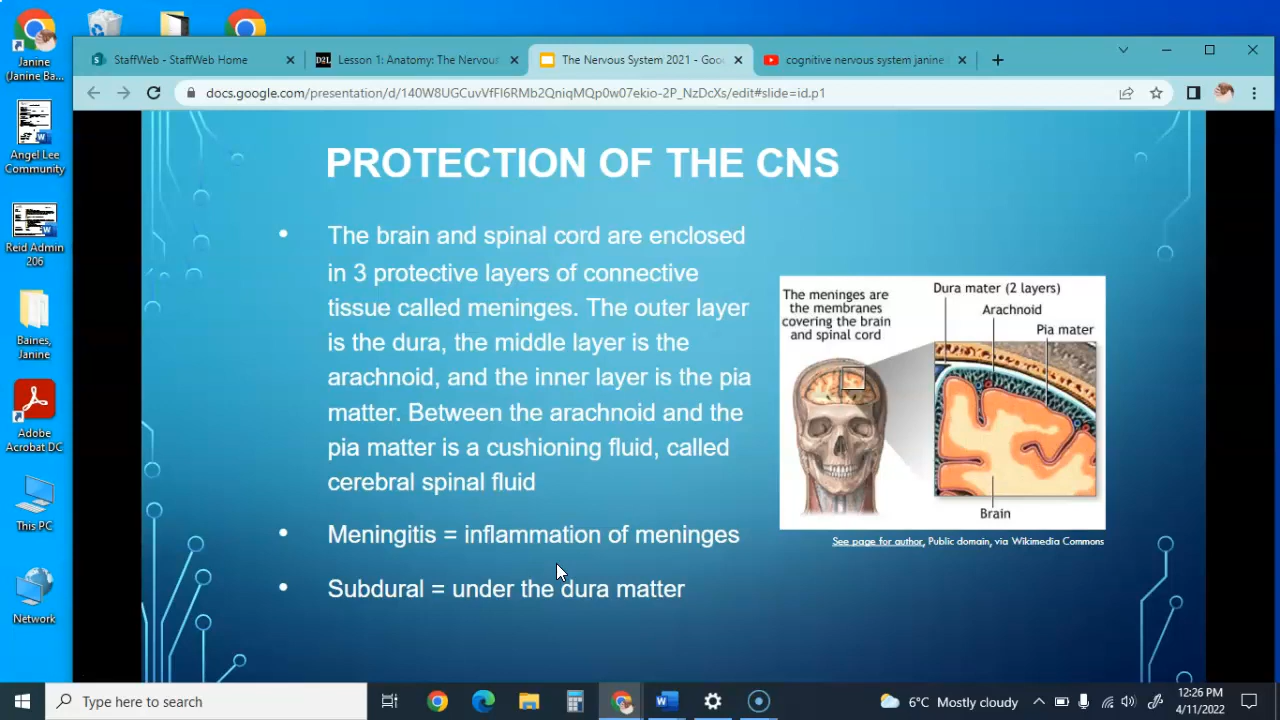 Janine
(Janine Ba...
Angel Lee
Community
Reid Admin
206
Baines,
Janine
Adobe
Acrobat DC
This PC
Network
StaffWeb - StaffWeb Home
Lesson 1: Anatomy: The Nervous
The Nervous System 2021 - Goo
cognitive nervous system janine
docs.google.com/presentation/d/140W8UGCuvVfFI6RMb2QniqMQp0w07ekio-2P_NzDcXs/edit#slide=id.p1
PROTECTION OF THE CNS
• The brain and spinal cord are enclosed
in 3 protective layers of connective
tissue called meninges. The outer layer
is the dura, the middle layer is the
arachnoid, and the inner layer is the pia
matter. Between the arachnoid and the
pia matter is a cushioning fluid, called
cerebral spinal fluid
• Meningitis = inflammation of meninges
• Subdural = under the dura matter
The meninges are
the membranes
covering the brain
and spinal cord
Dura mater (2 layers)
Arachnoid
Pia mater
Brain
See page for author, Public domain, via Wikimedia Commons
Type here to search
6°C Mostly cloudy
12:26 PM
4/11/2022